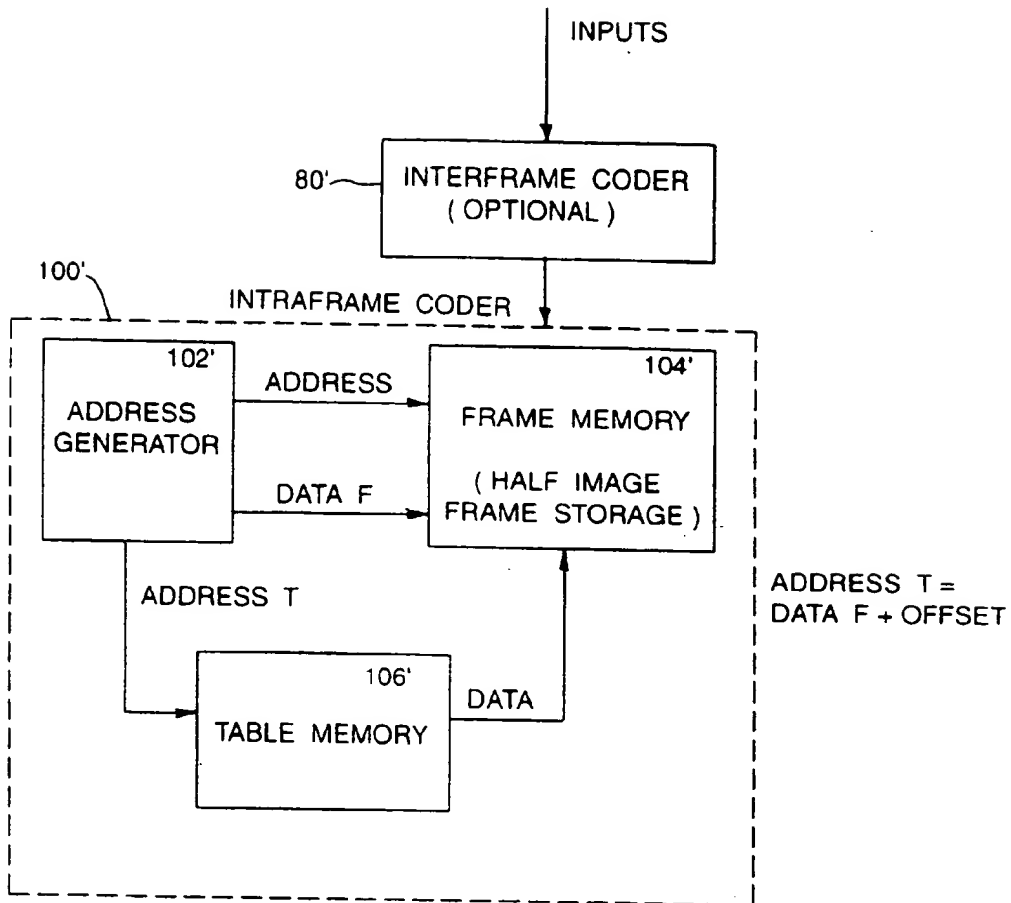 INPUTS
80'
INTERFRAME CODER
( OPTIONAL )
100'
INTRAFRAME CODER
102'
ADDRESS
GENERATOR
ADDRESS
DATA F
104'
FRAME MEMORY
( HALF IMAGE
FRAME STORAGE )
ADDRESS T
106'
TABLE MEMORY
DATA
ADDRESS T =
DATA F + OFFSET